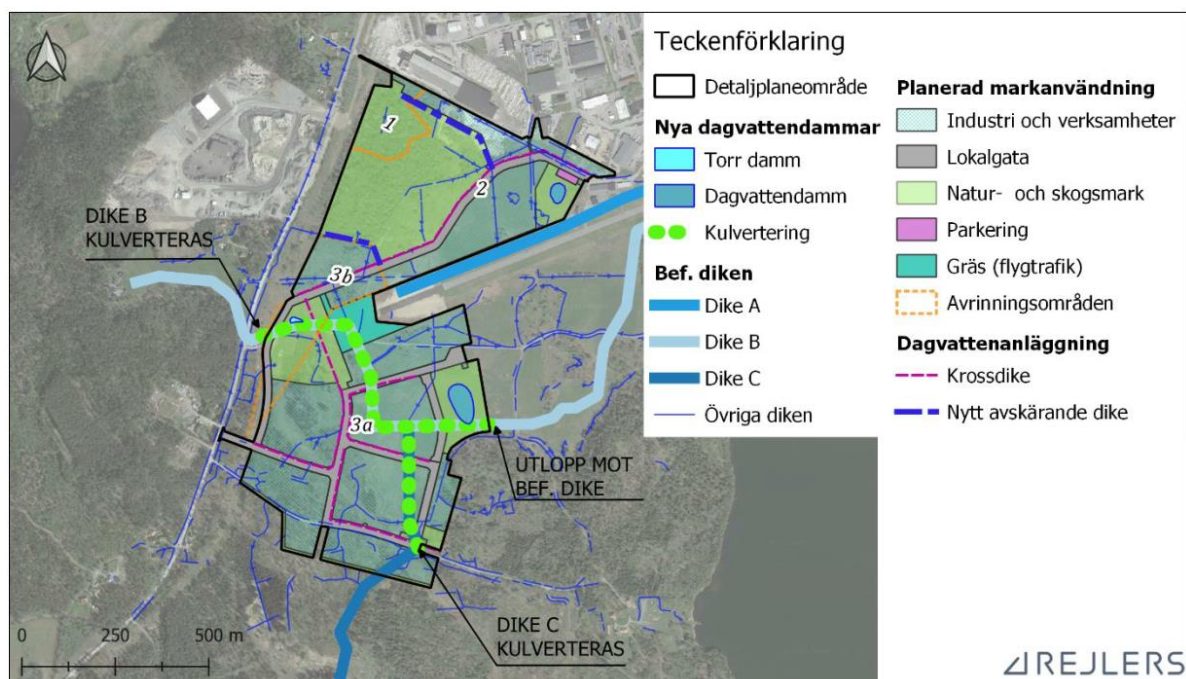 1
2
3b
3a
DIKE B
KULVERTERAS
UTLOPP MOT
BEF. DIKE
DIKE C
KULVERTERAS
0 250 500 m
Teckenförklaring
Detaljplaneområde
Nya dagvattendammar
Torr damm
Dagvattendamm
Kulvertering
Bef. diken
Dike A
Dike B
Dike C
Övriga diken
Planerad markanvändning
Industri och verksamheter
Lokalgata
Natur- och skogsmark
Parkering
Gräs (flygtrafik)
Avrinningsområden
Dagvattenanläggning
Krossdike
Nytt avskärande dike
REJLERS